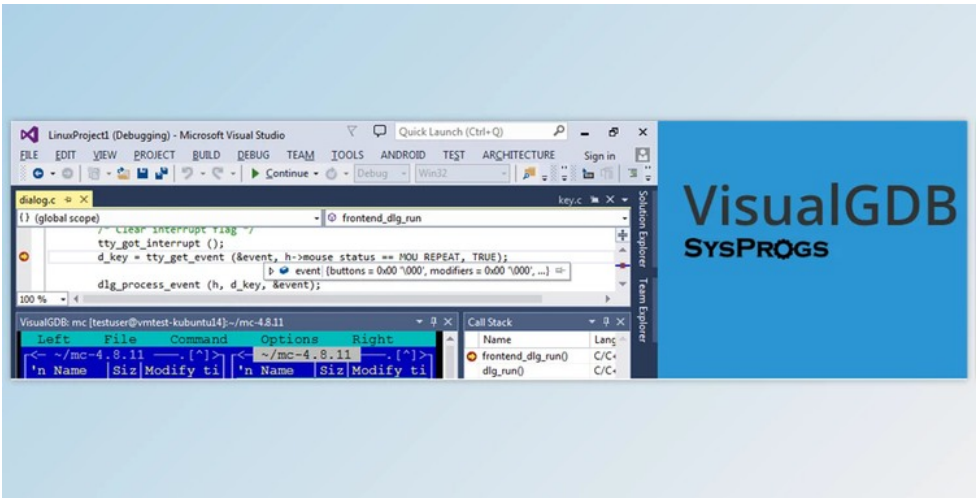 LinuxProject1 (Debugging) - Microsoft Visual Studio
Quick Launch (Ctrl+Q)
FILE EDIT VIEW PROJECT BUILD DEBUG TEAM TOOLS ANDROID TEST ARCHITECTURE Sign in
Continue Debug Win32
dialog.c key.c
{} (global scope) frontend_dlg_run
/* Clear interrupt flag */
tty_got_interrupt ();
d_key = tty_get_event (&event, h->mouse_status == MOU_REPEAT, TRUE);
event {buttons = 0x00 '\000', modifiers = 0x00 '\000', ...}
dlg_process_event (h, d_key, &event);
100 %
Solution Explorer
Team Explorer
VisualGDB: mc [testuser@vmtest-kubuntu14]:~/mc-4.8.11
Left File Command Options Right
<- ~/mc-4.8.11 ——.[^]> <- ~/mc-4.8.11 ——.[^]>
'n Name |Siz|Modify ti| 'n Name |Siz|Modify ti|
Call Stack
Name Lang
frontend_dlg_run() C/C+
dlg_run() C/C+
VisualGDB
SYSPROGS